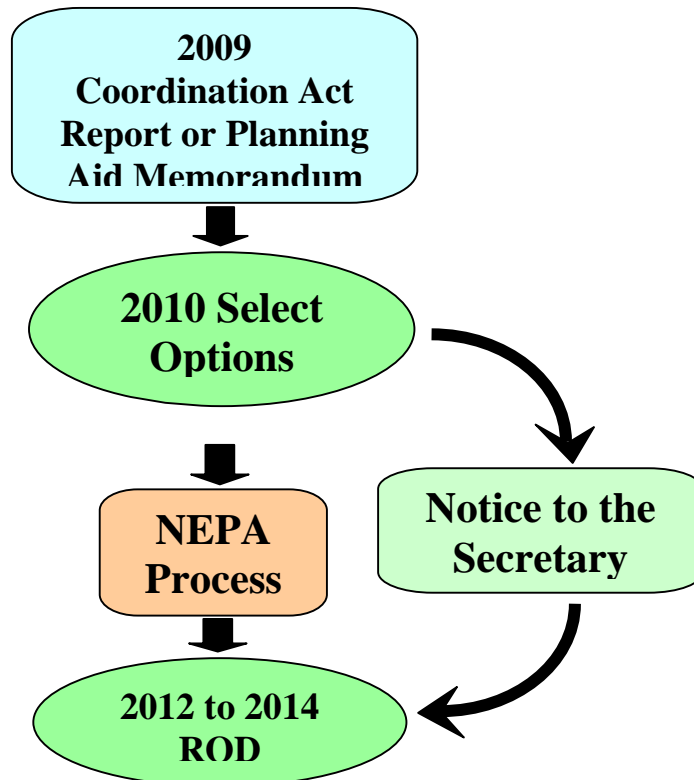 2009
Coordination Act
Report or Planning
Aid Memorandum
2010 Select
Options
NEPA
Process
Notice to the
Secretary
2012 to 2014
ROD